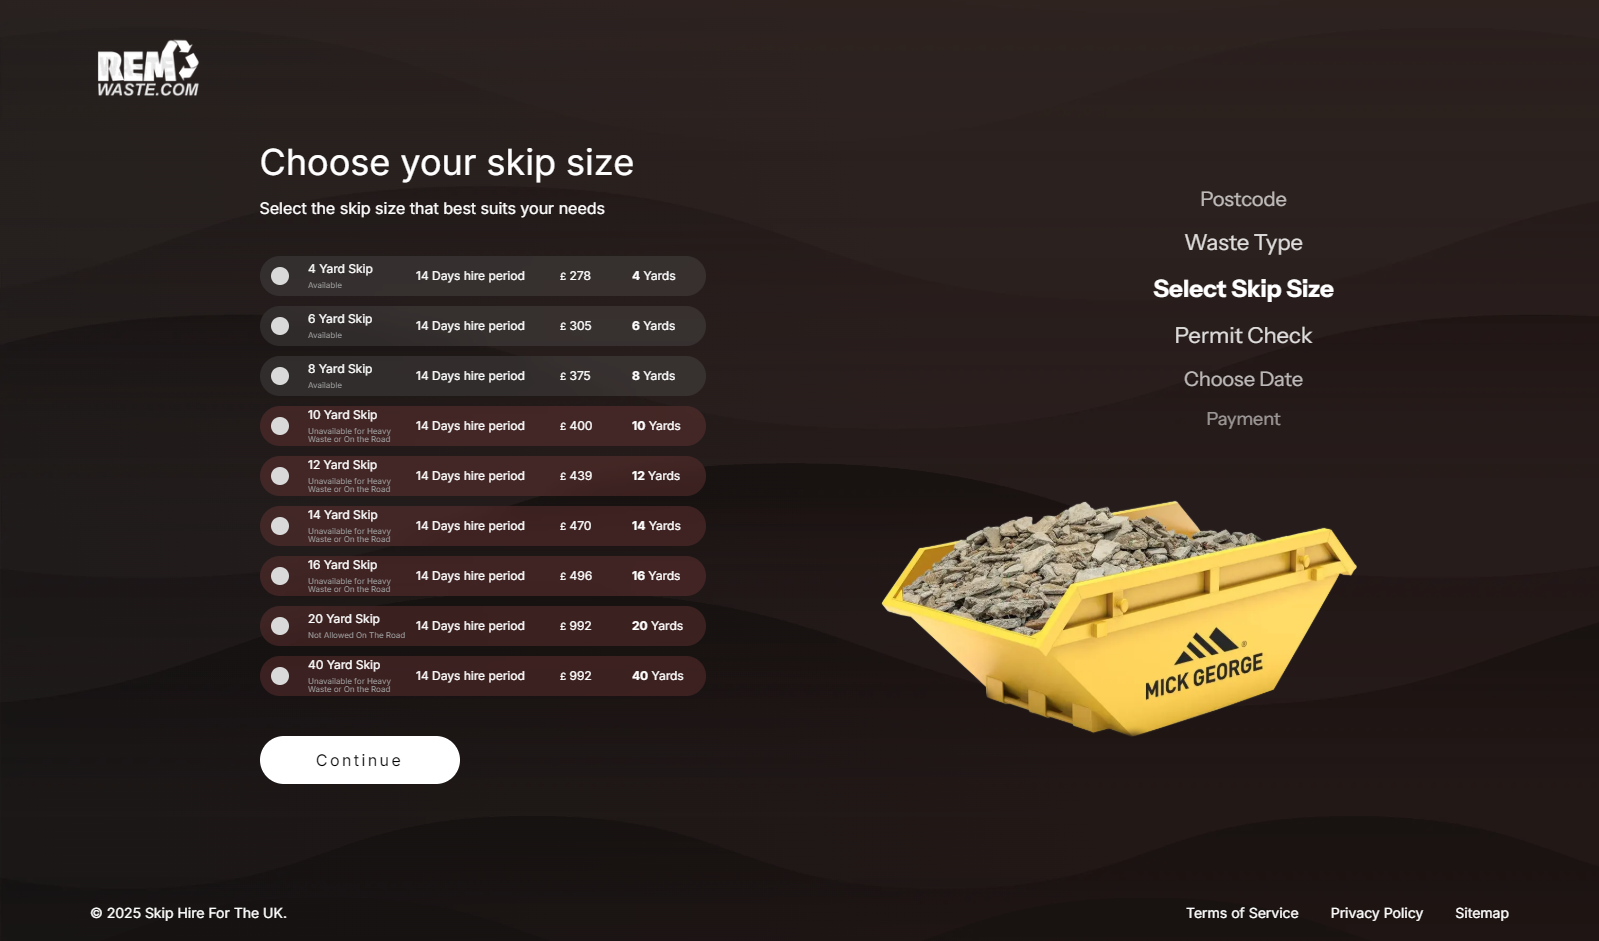 REM
WASTE.COM
Choose your skip size
Select the skip size that best suits your needs
4 Yard Skip
Available
14 Days hire period
£ 278
4 Yards
6 Yard Skip
Available
14 Days hire period
£ 305
6 Yards
8 Yard Skip
Available
14 Days hire period
£ 375
8 Yards
10 Yard Skip
Unavailable for Heavy
Waste or On the Road
14 Days hire period
£ 400
10 Yards
12 Yard Skip
Unavailable for Heavy
Waste or On the Road
14 Days hire period
£ 439
12 Yards
14 Yard Skip
Unavailable for Heavy
Waste or On the Road
14 Days hire period
£ 470
14 Yards
16 Yard Skip
Unavailable for Heavy
Waste or On the Road
14 Days hire period
£ 496
16 Yards
20 Yard Skip
Not Allowed On The Road
14 Days hire period
£ 992
20 Yards
40 Yard Skip
Unavailable for Heavy
Waste or On the Road
14 Days hire period
£ 992
40 Yards
Continue
Postcode
Waste Type
Select Skip Size
Permit Check
Choose Date
Payment
®
MICK GEORGE
© 2025 Skip Hire For The UK.
Terms of Service
Privacy Policy
Sitemap